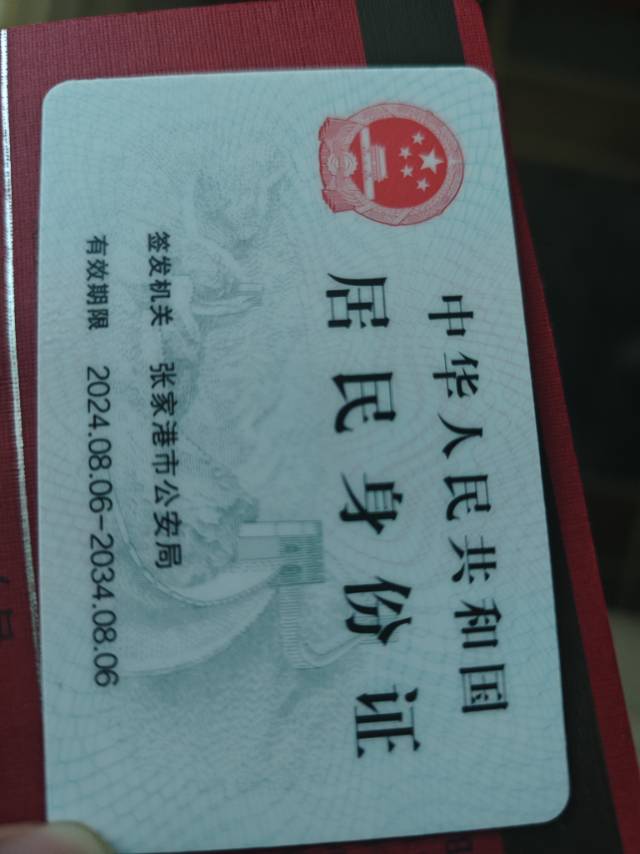 中华人民共和国
居民身份证
签发机关 张家港市公安局
有效期限 2024.08.06-2034.08.06